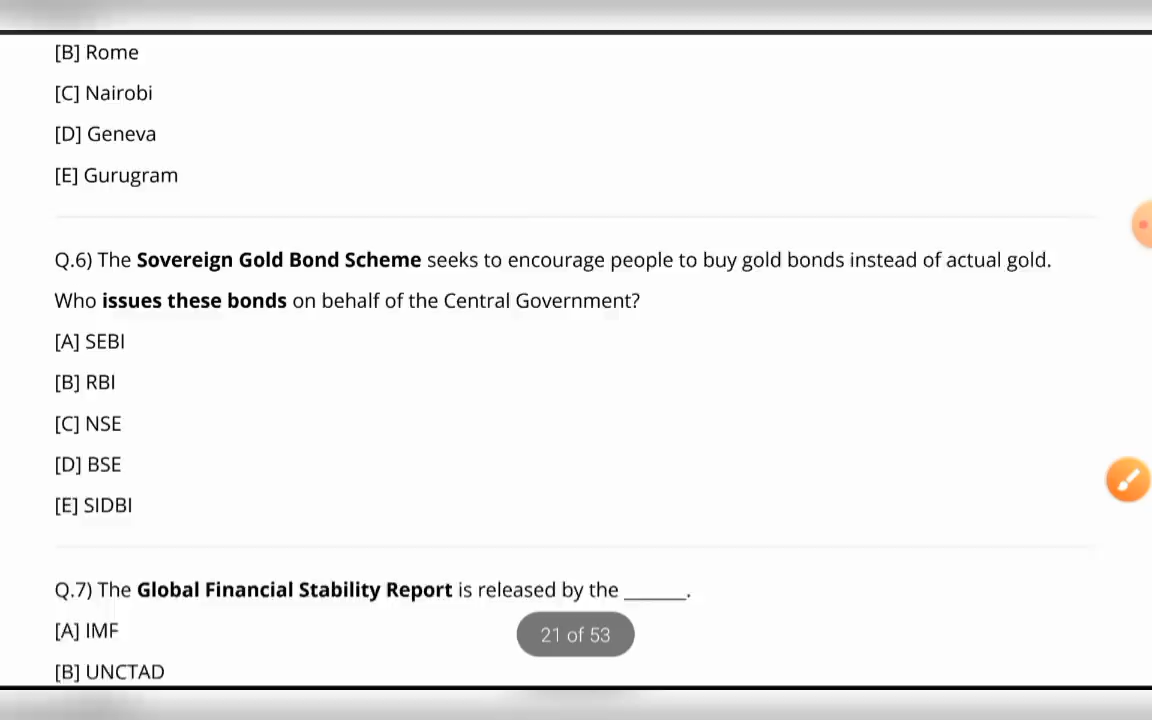 [B] Rome
[C] Nairobi
[D] Geneva
[E] Gurugram
Q.6) The Sovereign Gold Bond Scheme seeks to encourage people to buy gold bonds instead of actual gold.
Who issues these bonds on behalf of the Central Government?
[A] SEBI
[B] RBI
[C] NSE
[D] BSE
[E] SIDBI
Q.7) The Global Financial Stability Report is released by the ______.
[A] IMF
21 of 53
[B] UNCTAD